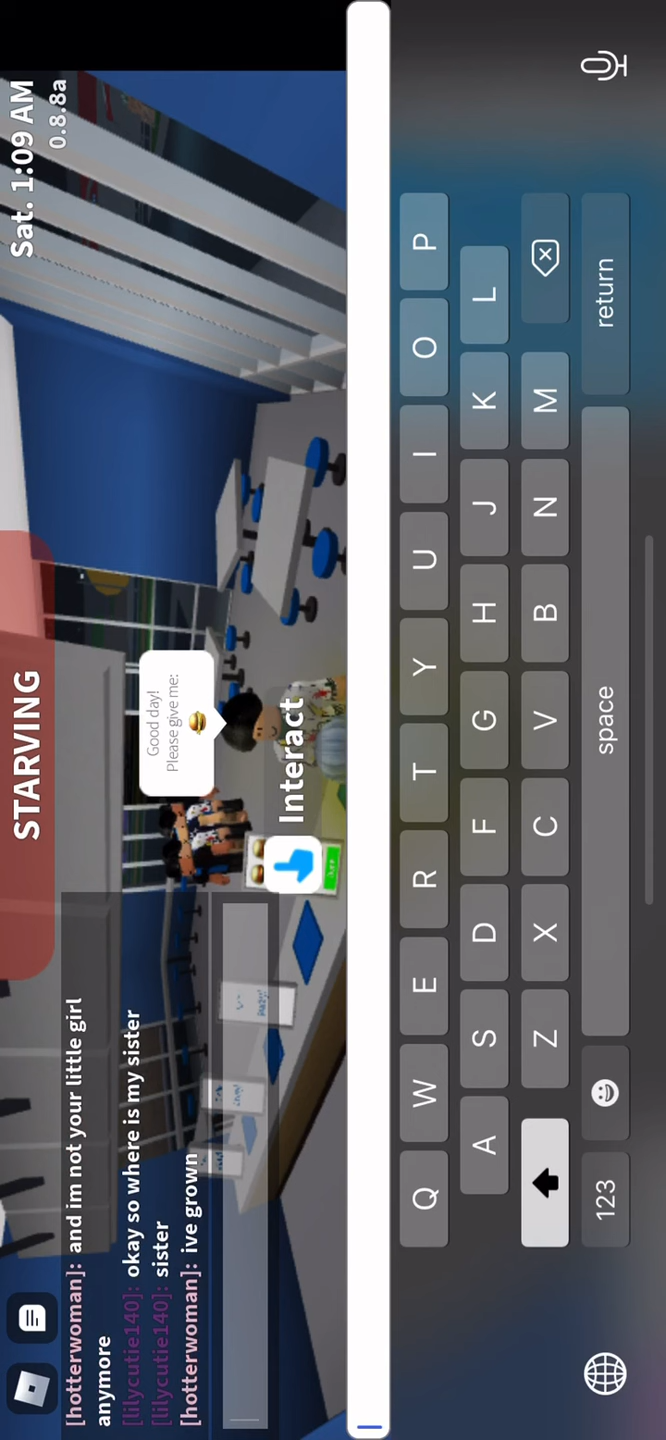 Sat. 1:09 AM
0.8.8a
STARVING
[hotterwoman]: and im not your little girl
anymore
[lilycutie140]: okay so where is my sister
[lilycutie140]: sister
[hotterwoman]: ive grown
Good day!
Please give me:
Interact
Q W E R T Y U I O P
A S D F G H J K L
Z X C V B N M
123 space return